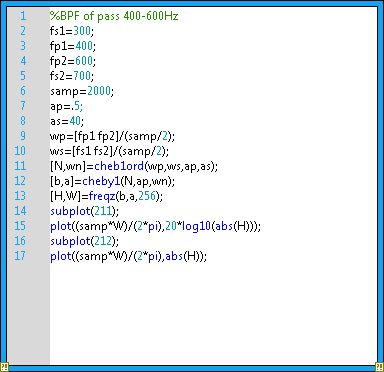 1 %BPF of pass 400-600Hz
2 fs1=300;
3 fp1=400;
4 fp2=600;
5 fs2=700;
6 samp=2000;
7 ap=.5;
8 as=40;
9 wp=[fp1 fp2]/(samp/2);
10 ws=[fs1 fs2]/(samp/2);
11 [N,wn]=cheb1ord(wp,ws,ap,as);
12 [b,a]=cheby1(N,ap,wn);
13 [H,W]=freqz(b,a,256);
14 subplot(211);
15 plot((samp*W)/(2*pi),20*log10(abs(H)));
16 subplot(212);
17 plot((samp*W)/(2*pi),abs(H));